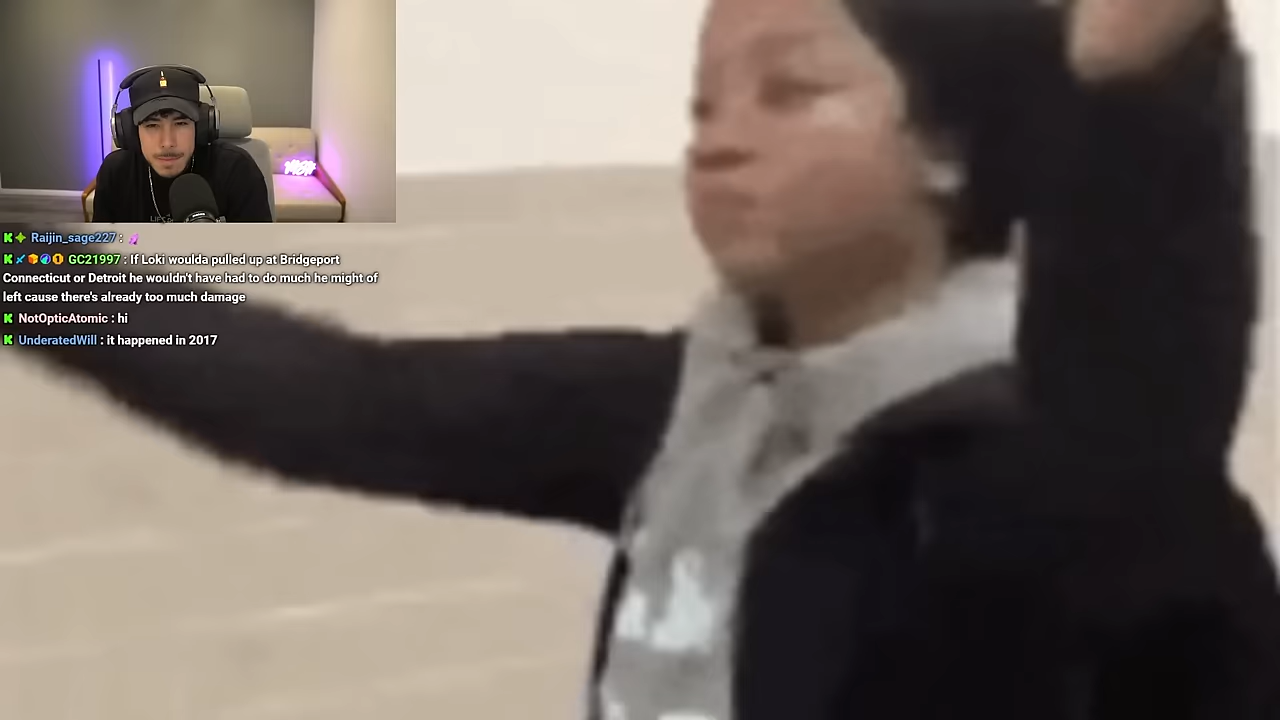 Raijin_sage227 :
GC21997 : If Loki woulda pulled up at Bridgeport
Connecticut or Detroit he wouldn't have had to do much he might of
left cause there's already too much damage
NotOpticAtomic : hi
UnderatedWill : it happened in 2017